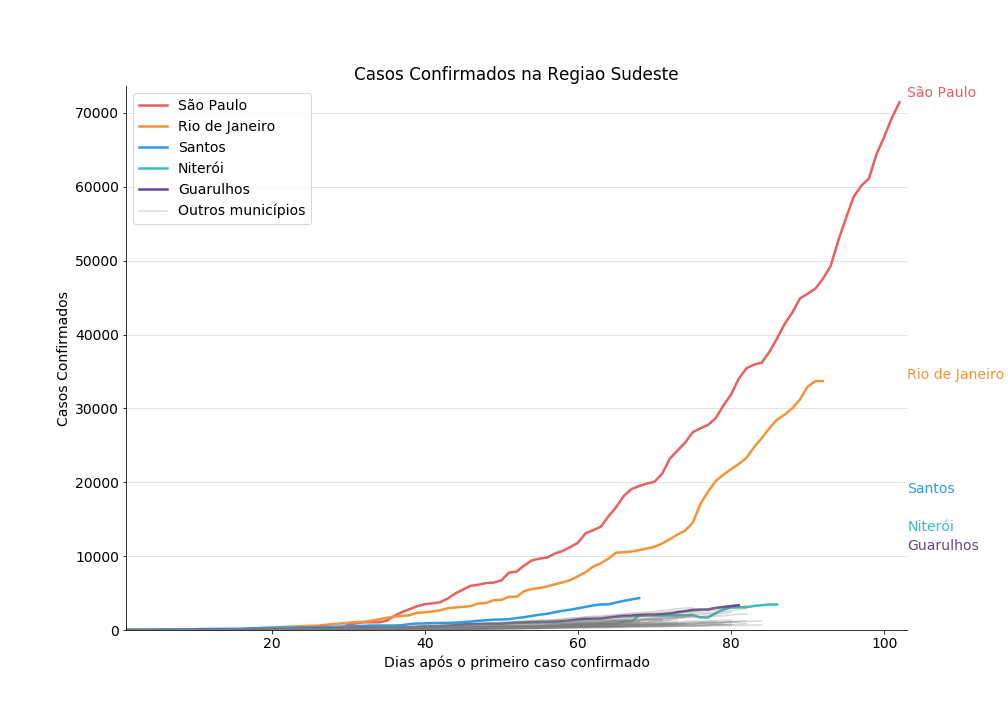 Casos Confirmados na Regiao Sudeste
São Paulo
Rio de Janeiro
Santos
Niterói
Guarulhos
Outros municípios
70000
60000
50000
40000
30000
20000
10000
0
Casos Confirmados
20
40
60
80
100
Dias após o primeiro caso confirmado
São Paulo
Rio de Janeiro
Santos
Niterói
Guarulhos